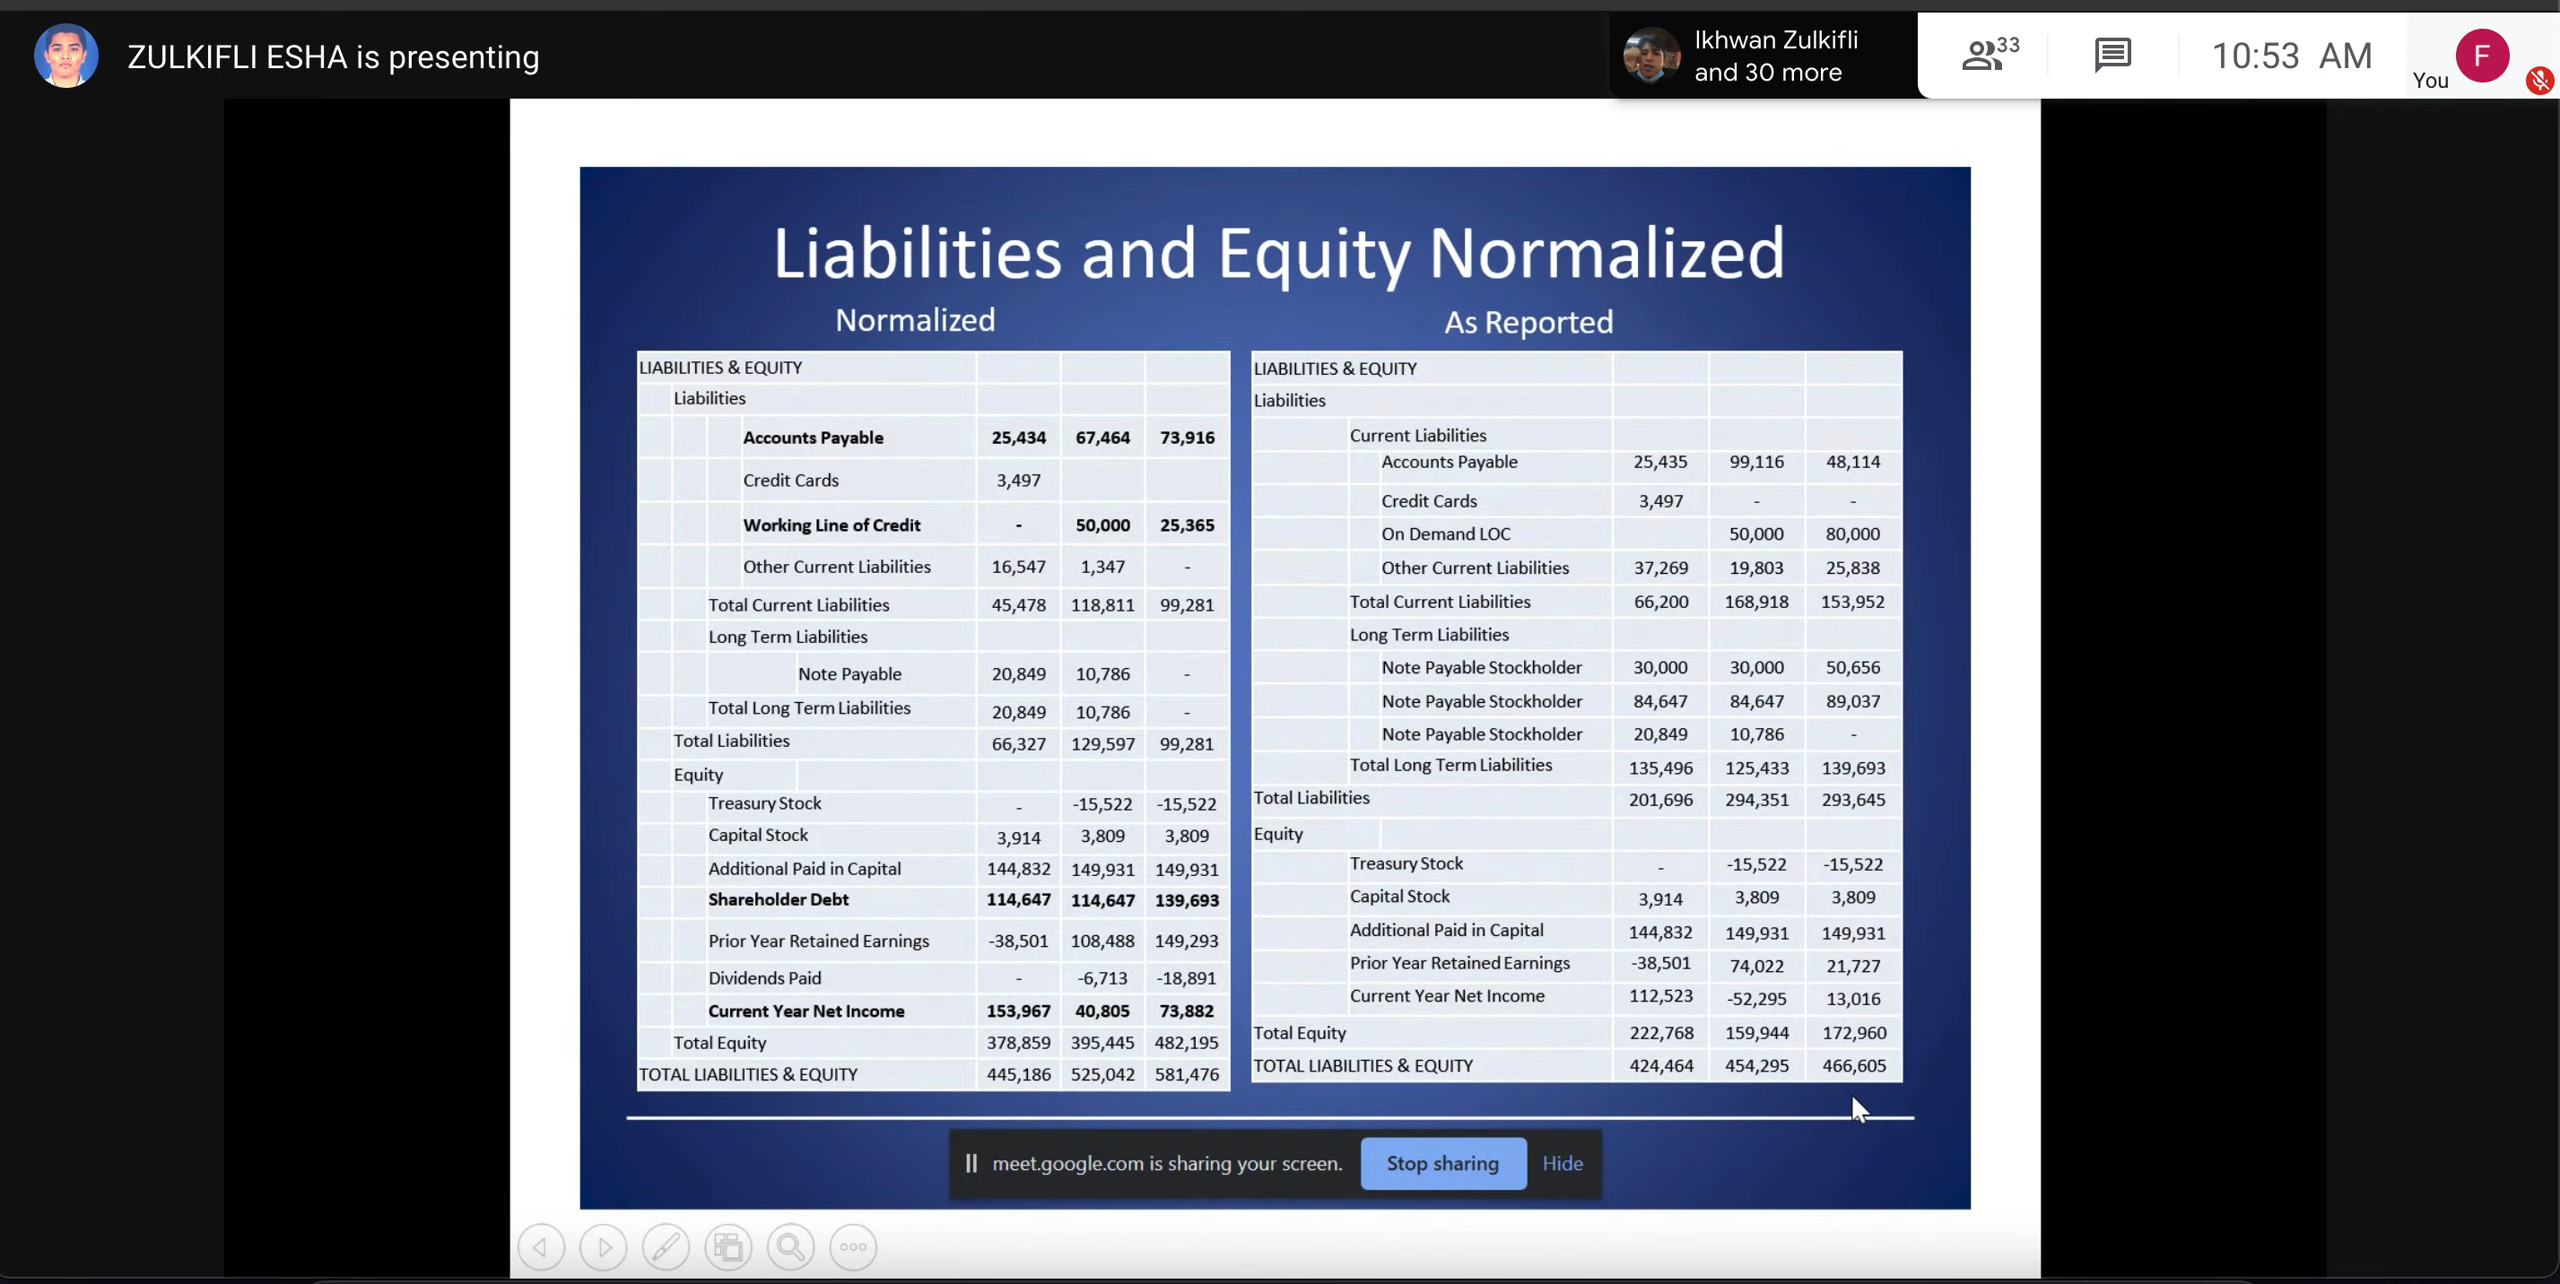 ZULKIFLI ESHA is presenting
Ikhwan Zulkifli
and 30 more
33
10:53 AM
You
F
Liabilities and Equity Normalized
Normalized
LIABILITIES & EQUITY
Liabilities
Accounts Payable 25,434 67,464 73,916
Credit Cards 3,497
Working Line of Credit - 50,000 25,365
Other Current Liabilities 16,547 1,347 -
Total Current Liabilities 45,478 118,811 99,281
Long Term Liabilities
Note Payable 20,849 10,786 -
Total Long Term Liabilities 20,849 10,786 -
Total Liabilities 66,327 129,597 99,281
Equity
Treasury Stock - -15,522 -15,522
Capital Stock 3,914 3,809 3,809
Additional Paid in Capital 144,832 149,931 149,931
Shareholder Debt 114,647 114,647 139,693
Prior Year Retained Earnings -38,501 108,488 149,293
Dividends Paid - -6,713 -18,891
Current Year Net Income 153,967 40,805 73,882
Total Equity 378,859 395,445 482,195
TOTAL LIABILITIES & EQUITY 445,186 525,042 581,476
As Reported
LIABILITIES & EQUITY
Liabilities
Current Liabilities
Accounts Payable 25,435 99,116 48,114
Credit Cards 3,497 - -
On Demand LOC 50,000 80,000
Other Current Liabilities 37,269 19,803 25,838
Total Current Liabilities 66,200 168,918 153,952
Long Term Liabilities
Note Payable Stockholder 30,000 30,000 50,656
Note Payable Stockholder 84,647 84,647 89,037
Note Payable Stockholder 20,849 10,786 -
Total Long Term Liabilities 135,496 125,433 139,693
Total Liabilities 201,696 294,351 293,645
Equity
Treasury Stock - -15,522 -15,522
Capital Stock 3,914 3,809 3,809
Additional Paid in Capital 144,832 149,931 149,931
Prior Year Retained Earnings -38,501 74,022 21,727
Current Year Net Income 112,523 -52,295 13,016
Total Equity 222,768 159,944 172,960
TOTAL LIABILITIES & EQUITY 424,464 454,295 466,605
meet.google.com is sharing your screen. Stop sharing Hide